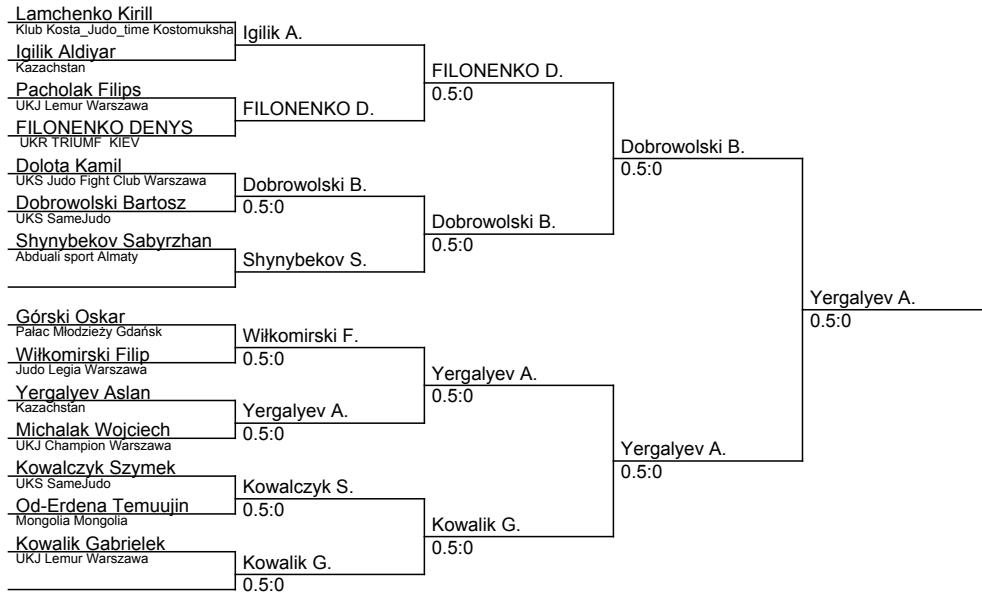 Lamchenko Kirill
Klub Kosta_Judo_time Kostomuksha
Igilik Aldiyar
Kazachstan
Pacholak Filips
UKJ Lemur Warszawa
FILONENKO DENYS
UKR TRIUMF KIEV
Dolota Kamil
UKS Judo Fight Club Warszawa
Dobrowolski Bartosz
UKS SameJudo
Shynybekov Sabyrzhan
Abduali sport Almaty
Górski Oskar
Pałac Młodzieży Gdańsk
Wiłkomirski Filip
Judo Legia Warszawa
Yergalyev Aslan
Kazachstan
Michalak Wojciech
UKJ Champion Warszawa
Kowalczyk Szymek
UKS SameJudo
Od-Erdena Temuujin
Mongolia Mongolia
Kowalik Gabrielek
UKJ Lemur Warszawa
Igilik A.
FILONENKO D.
Dobrowolski B.
0.5:0
Shynybekov S.
Wiłkomirski F.
0.5:0
Yergalyev A.
0.5:0
Kowalczyk S.
0.5:0
Kowalik G.
0.5:0
FILONENKO D.
0.5:0
Dobrowolski B.
0.5:0
Yergalyev A.
0.5:0
Kowalik G.
0.5:0
Dobrowolski B.
0.5:0
Yergalyev A.
0.5:0
Yergalyev A.
0.5:0